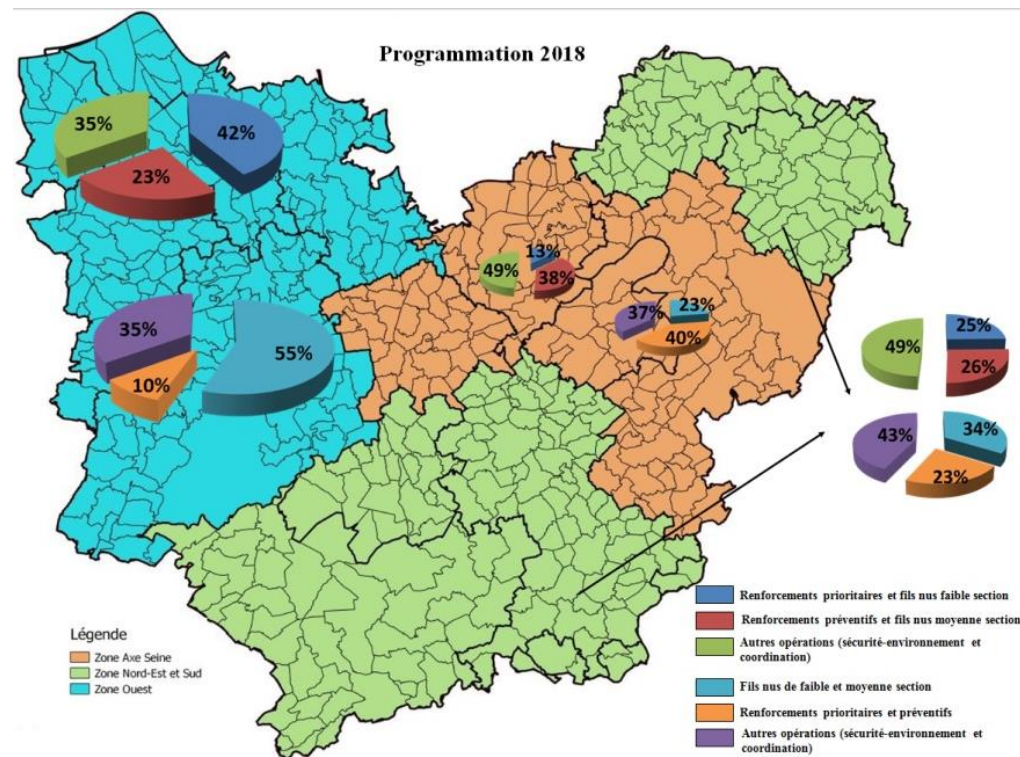 Programmation 2018
35%
42%
23%
35%
55%
10%
13%
49%
38%
37%
23%
40%
25%
49%
26%
34%
43%
23%
Légende
Zone Axe Seine
Zone Nord-Est et Sud
Zone Ouest
Renforcements prioritaires et fils nus faible section
Renforcements préventifs et fils nus moyenne section
Autres opérations (sécurité-environnement et
coordination)
Fils nus de faible et moyenne section
Renforcements prioritaires et préventifs
Autres opérations (sécurité-environnement et
coordination)